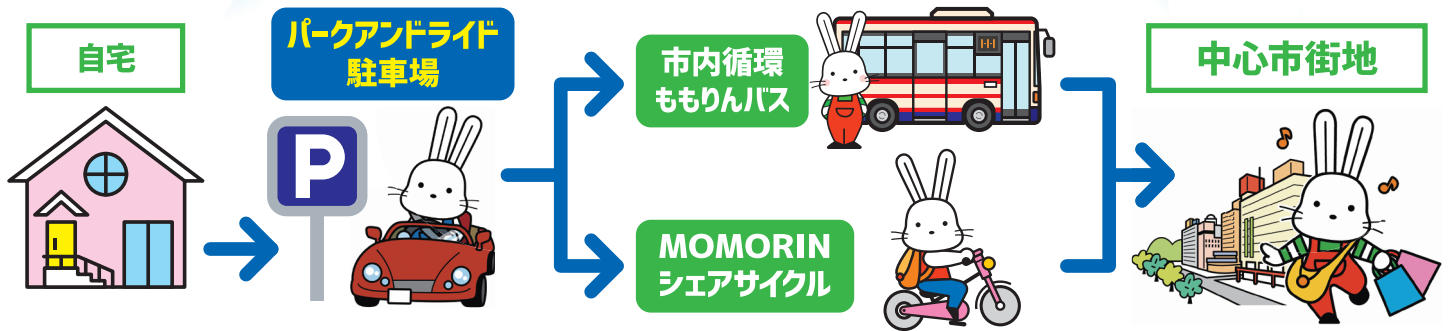 自宅
パークアンドライド
駐車場
P
市内循環
ももりんバス
MOMORIN
シェアサイクル
中心市街地